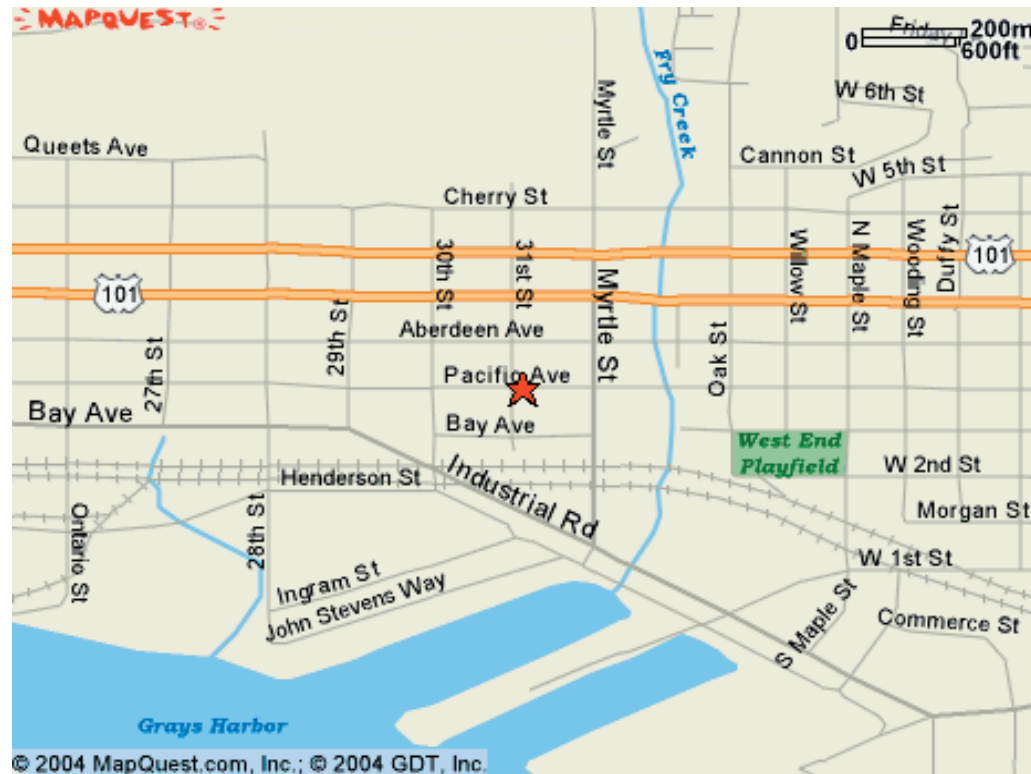 MAPQUEST
0 200m
600ft
Friday
Fry Creek
Myrtle St
W 6th St
Queets Ave
Cannon St
W 5th St
Cherry St
30th St
31st St
Myrtle St
Willow St
N Maple St
Wooding St
Duffy St
101
101
29th St
Aberdeen Ave
27th St
Pacific Ave
Oak St
Bay Ave
Bay Ave
West End
Playfield
W 2nd St
Henderson St
Industrial Rd
Ontario St
28th St
Morgan St
W 1st St
Ingram St
John Stevens Way
S Maple St
Commerce St
Grays Harbor
© 2004 MapQuest.com, Inc.; © 2004 GDT, Inc.